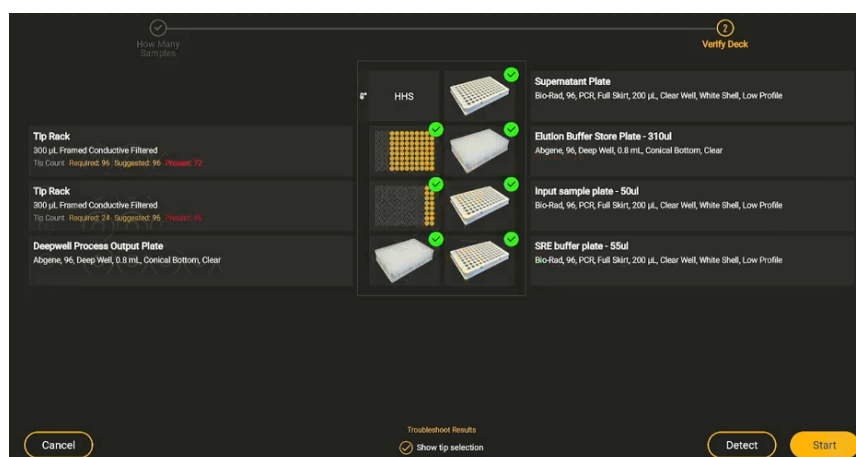 2
How Many
Samples
Verify Deck
HHS
Supernatant Plate
Bio-Rad, 96, PCR, Full Skirt, 200 µL, Clear Well, White Shell, Low Profile
Tip Rack
300 µL Framed Conductive Filtered
Tip Count Required: 96 Suggested: 96 Present: 72
Elution Buffer Store Plate - 310ul
Abgene, 96, Deep Well, 0.8 mL, Conical Bottom, Clear
Tip Rack
300 µL Framed Conductive Filtered
Tip Count Required: 24 Suggested: 96 Present:
Input sample plate - 50ul
Bio-Rad, 96, PCR, Full Skirt, 200 µL, Clear Well, White Shell, Low Profile
Deepwell Process Output Plate
Abgene, 96, Deep Well, 0.8 mL, Conical Bottom, Clear
SRE buffer plate - 55ul
Bio-Rad, 96, PCR, Full Skirt, 200 µL, Clear Well, White Shell, Low Profile
Troubleshoot Results
Cancel
Show tip selection
Detect
Start